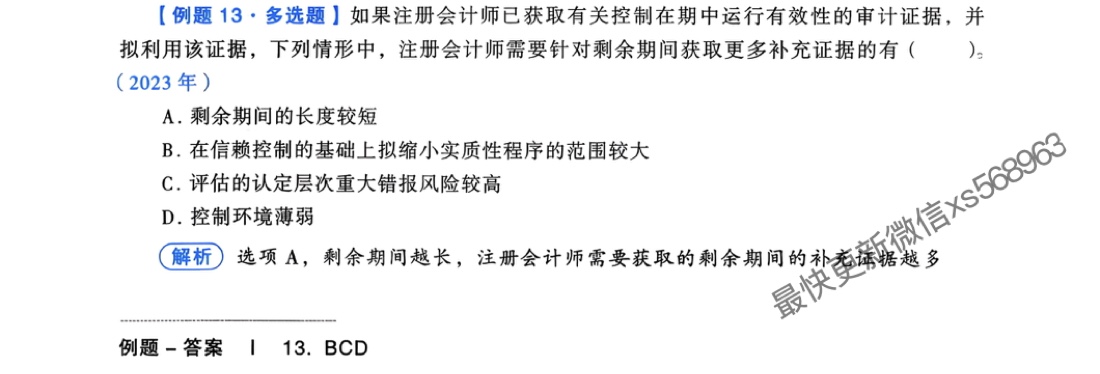 【例题 13·多选题】如果注册会计师已获取有关控制在期中运行有效性的审计证据，并
拟利用该证据，下列情形中，注册会计师需要针对剩余期间获取更多补充证据的有（　　）。
（2023 年）
A. 剩余期间的长度较短
B. 在信赖控制的基础上拟缩小实质性程序的范围较大
C. 评估的认定层次重大错报风险较高
D. 控制环境薄弱
解析 选项 A，剩余期间越长，注册会计师需要获取的剩余期间的补充证据越多
最快更新微信xs568963
例题 – 答案 | 13. BCD